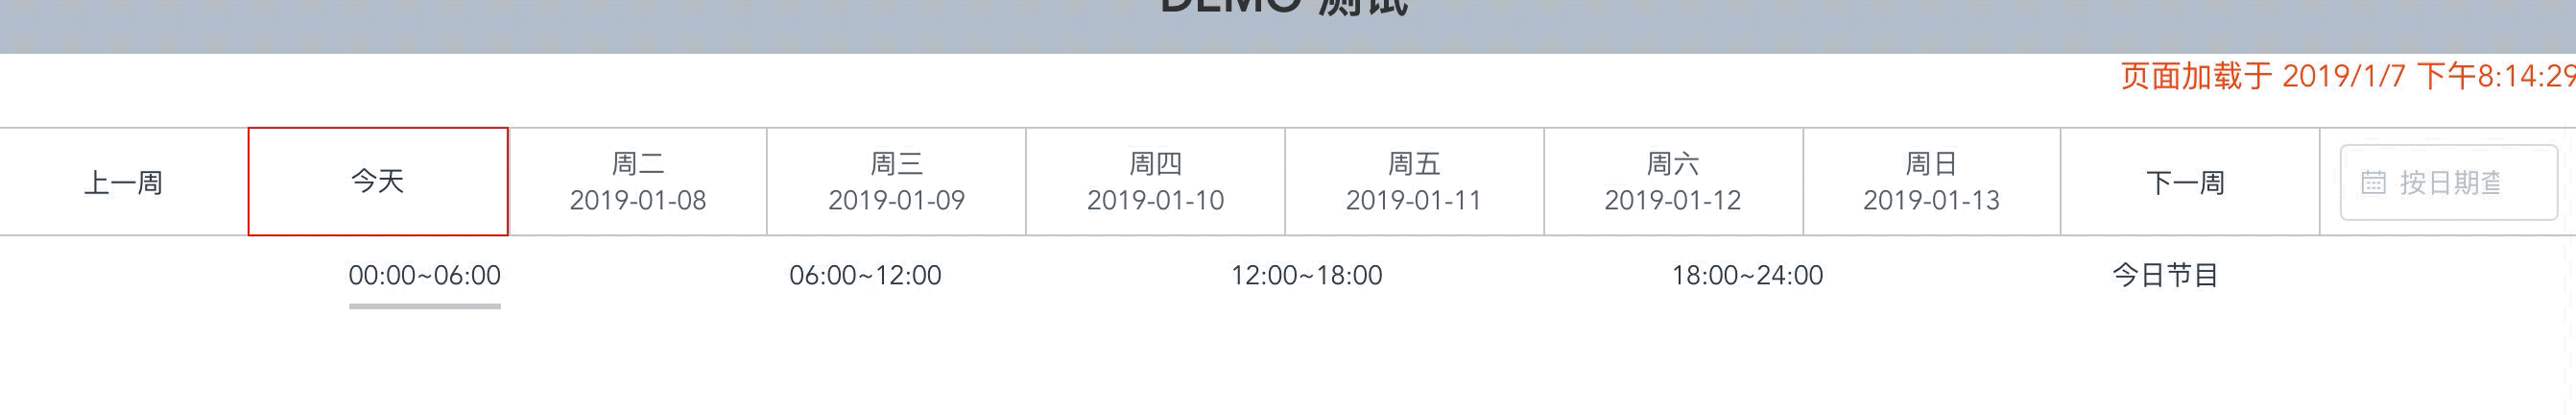 DEMO 测试
页面加载于 2019/1/7 下午8:14:29
上一周
今天
周二
2019-01-08
周三
2019-01-09
周四
2019-01-10
周五
2019-01-11
周六
2019-01-12
周日
2019-01-13
下一周
按日期查
00:00~06:00
06:00~12:00
12:00~18:00
18:00~24:00
今日节目